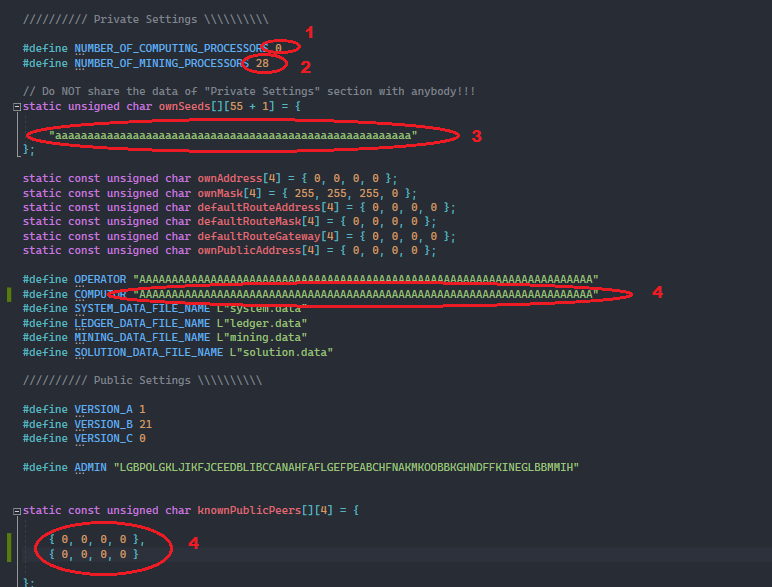 ////////// Private Settings \\\\\\\\\\
#define NUMBER_OF_COMPUTING_PROCESSORS 0 1
#define NUMBER_OF_MINING_PROCESSORS 28 2
// Do NOT share the data of "Private Settings" section with anybody!!!
static unsigned char ownSeeds[][55 + 1] = {
"aaaaaaaaaaaaaaaaaaaaaaaaaaaaaaaaaaaaaaaaaaaaaaaaaaaaaaa" 3
};
static const unsigned char ownAddress[4] = { 0, 0, 0, 0 };
static const unsigned char ownMask[4] = { 255, 255, 255, 0 };
static const unsigned char defaultRouteAddress[4] = { 0, 0, 0, 0 };
static const unsigned char defaultRouteMask[4] = { 0, 0, 0, 0 };
static const unsigned char defaultRouteGateway[4] = { 0, 0, 0, 0 };
static const unsigned char ownPublicAddress[4] = { 0, 0, 0, 0 };
#define OPERATOR "AAAAAAAAAAAAAAAAAAAAAAAAAAAAAAAAAAAAAAAAAAAAAAAAAAAAAAAAAAAAAAAAAAAAAA"
#define COMPUTOR "AAAAAAAAAAAAAAAAAAAAAAAAAAAAAAAAAAAAAAAAAAAAAAAAAAAAAAAAAAAAAAAAAAAAAA" 4
#define SYSTEM_DATA_FILE_NAME L"system.data"
#define LEDGER_DATA_FILE_NAME L"ledger.data"
#define MINING_DATA_FILE_NAME L"mining.data"
#define SOLUTION_DATA_FILE_NAME L"solution.data"
////////// Public Settings \\\\\\\\\\
#define VERSION_A 1
#define VERSION_B 21
#define VERSION_C 0
#define ADMIN "LGBPOLGKLJIKFJCEEDBLIBCCANAHFAFLGEFPEABCHFNAKMKOOBBKGHNDFFKINEGLBBMMIH"
static const unsigned char knownPublicPeers[][4] = {
{ 0, 0, 0, 0 }, 4
{ 0, 0, 0, 0 }
};